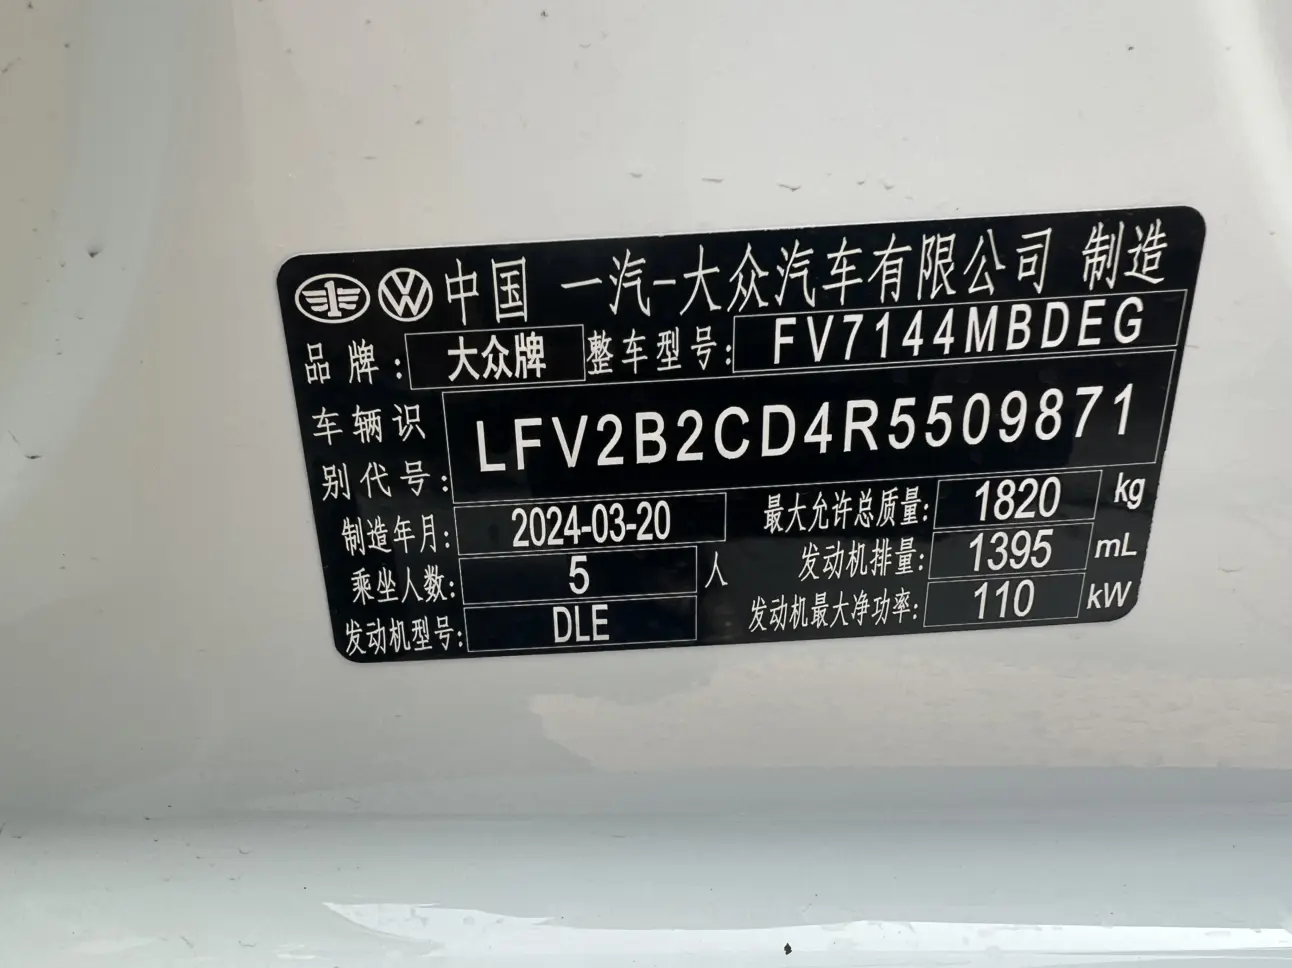 中国 一汽-大众汽车有限公司 制造
品牌: 大众牌 整车型号: FV7144MBDEG
车辆识别代号: LFV2B2CD4R5509871
制造年月: 2024-03-20 最大允许总质量: 1820 kg
乘坐人数: 5 人 发动机排量: 1395 mL
发动机型号: DLE 发动机最大净功率: 110 kW